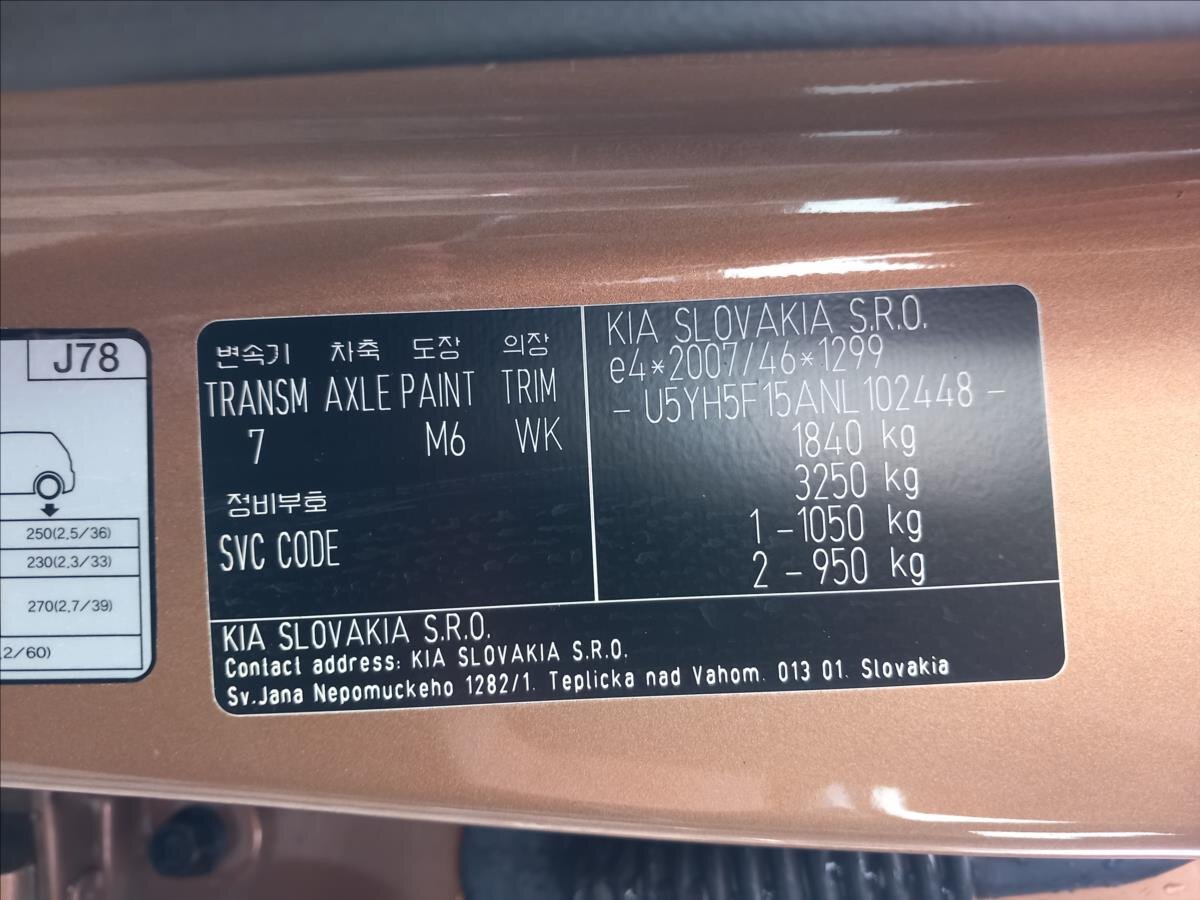 J78
250(2.5/36)
230(2.3/33)
270(2.7/39)
.2/60)
변속기 차축 도장 의장
TRANSM AXLE PAINT TRIM
7 M6 WK
정비부호
SVC CODE
KIA SLOVAKIA S.R.O.
e4*2007/46*1299
- U5YH5F15ANL102448 -
1840 kg
3250 kg
1 -1050 kg
2 - 950 kg
KIA SLOVAKIA S.R.O.
Contact address: KIA SLOVAKIA S.R.O.
Sv.Jana Nepomuckeho 1282/1. Teplicka nad Vahom. 013 01. Slovakia